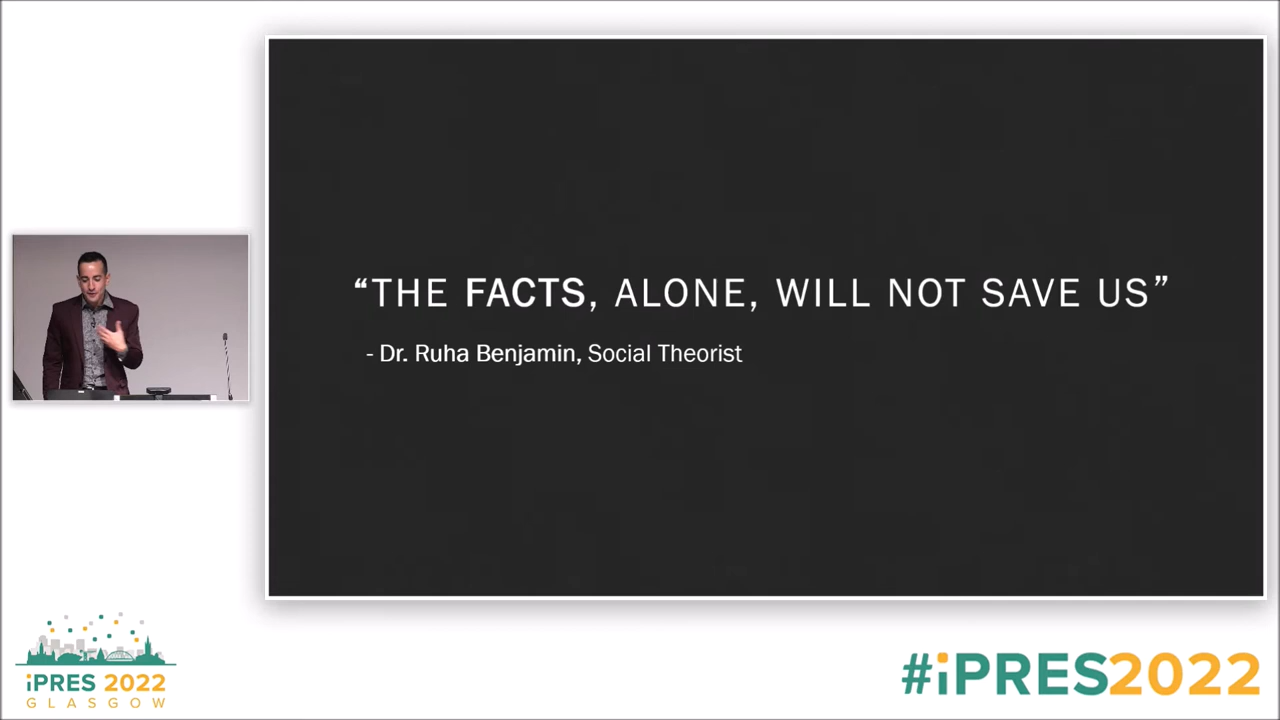 “THE FACTS, ALONE, WILL NOT SAVE US”
- Dr. Ruha Benjamin, Social Theorist
iPRES 2022
GLASGOW
#iPRES2022